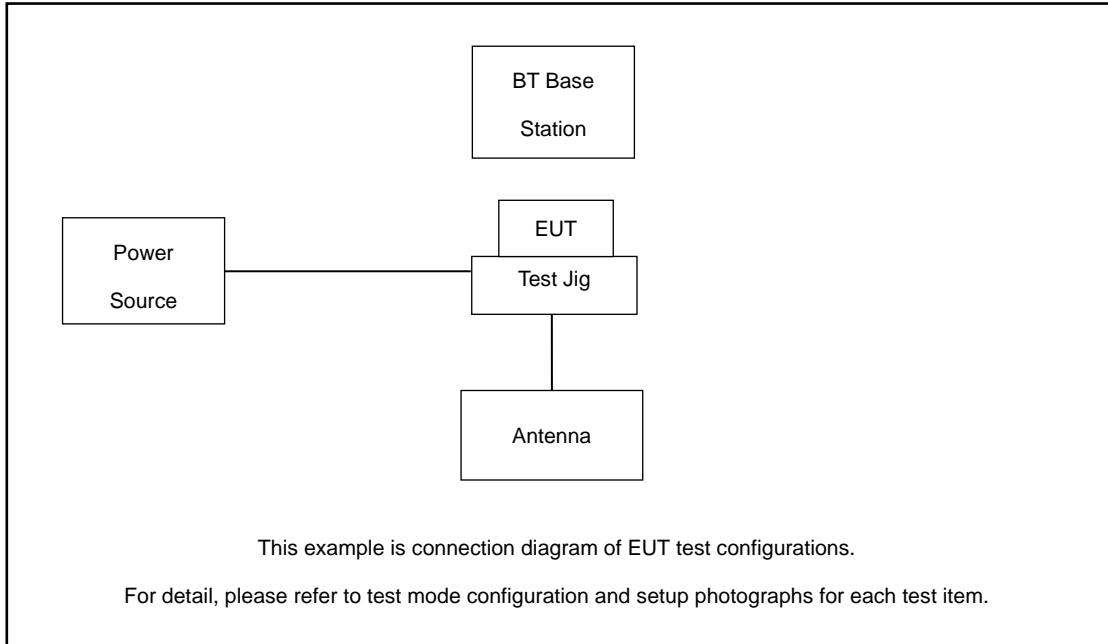 BT Base
Station
EUT
Power
Source
Test Jig
Antenna
This example is connection diagram of EUT test configurations.
For detail, please refer to test mode configuration and setup photographs for each test item.